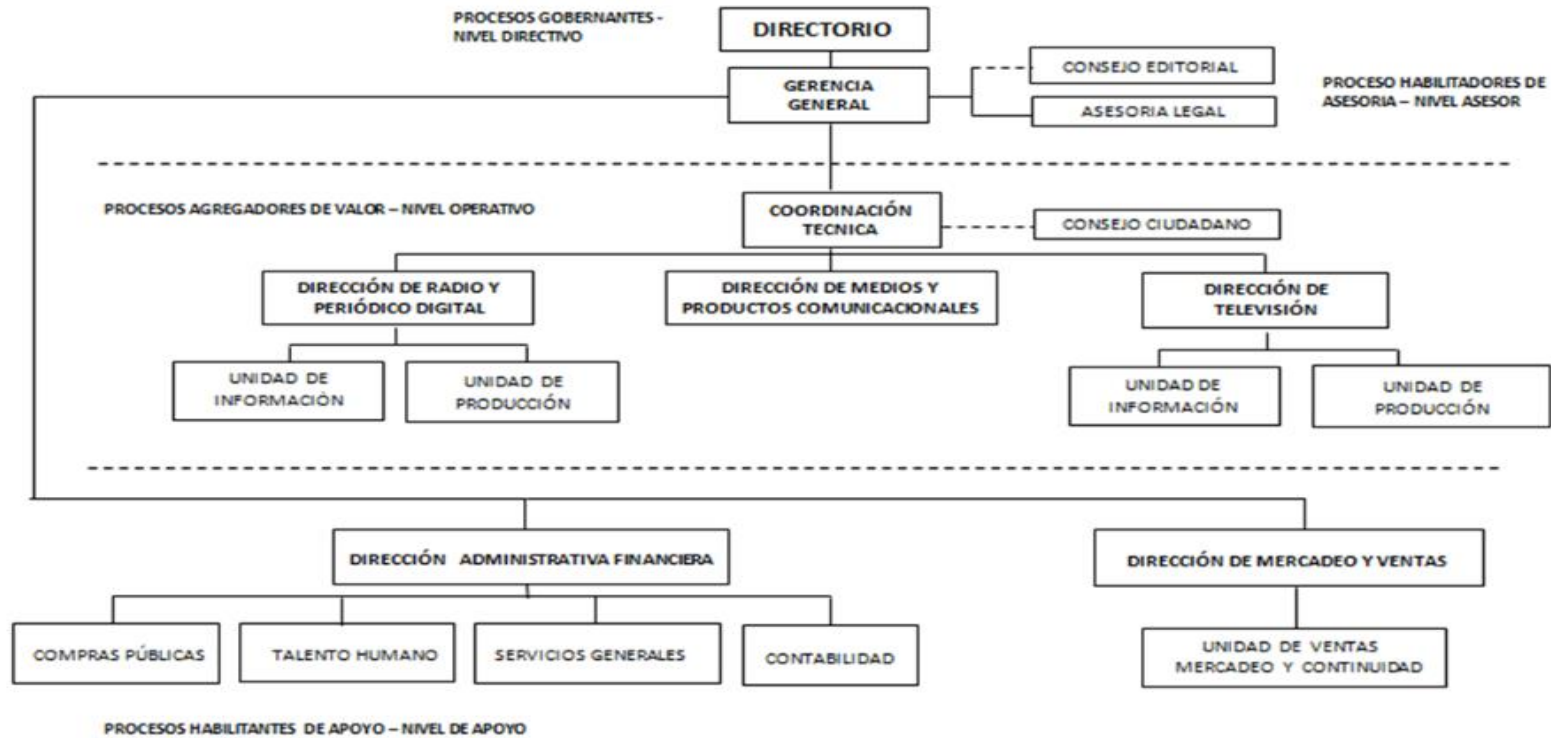 PROCESOS GOBERNANTES -
NIVEL DIRECTIVO
DIRECTORIO
GERENCIA
GENERAL
CONSEJO EDITORIAL
ASESORIA LEGAL
PROCESO HABILITADORES DE
ASESORIA – NIVEL ASESOR
PROCESOS AGREGADORES DE VALOR – NIVEL OPERATIVO
COORDINACIÓN
TECNICA
CONSEJO CIUDADANO
DIRECCIÓN DE RADIO Y
PERIÓDICO DIGITAL
DIRECCIÓN DE MEDIOS Y
PRODUCTOS COMUNICACIONALES
DIRECCIÓN DE
TELEVISIÓN
UNIDAD DE
INFORMACIÓN
UNIDAD DE
PRODUCCIÓN
UNIDAD DE
INFORMACIÓN
UNIDAD DE
PRODUCCIÓN
DIRECCIÓN ADMINISTRATIVA FINANCIERA
DIRECCIÓN DE MERCADEO Y VENTAS
COMPRAS PÚBLICAS
TALENTO HUMANO
SERVICIOS GENERALES
CONTABILIDAD
UNIDAD DE VENTAS
MERCADEO Y CONTINUIDAD
PROCESOS HABILITANTES DE APOYO – NIVEL DE APOYO